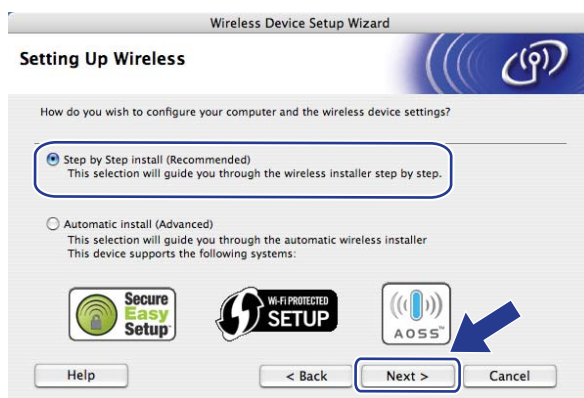 Wireless Device Setup Wizard
Setting Up Wireless
How do you wish to configure your computer and the wireless device settings?
Step by Step install (Recommended)
This selection will guide you through the wireless installer step by step.
Automatic install (Advanced)
This selection will guide you through the automatic wireless installer
This device supports the following systems:
Secure
Easy
Setup
Wi-Fi PROTECTED
SETUP
AOSS™
Help
< Back
Next >
Cancel